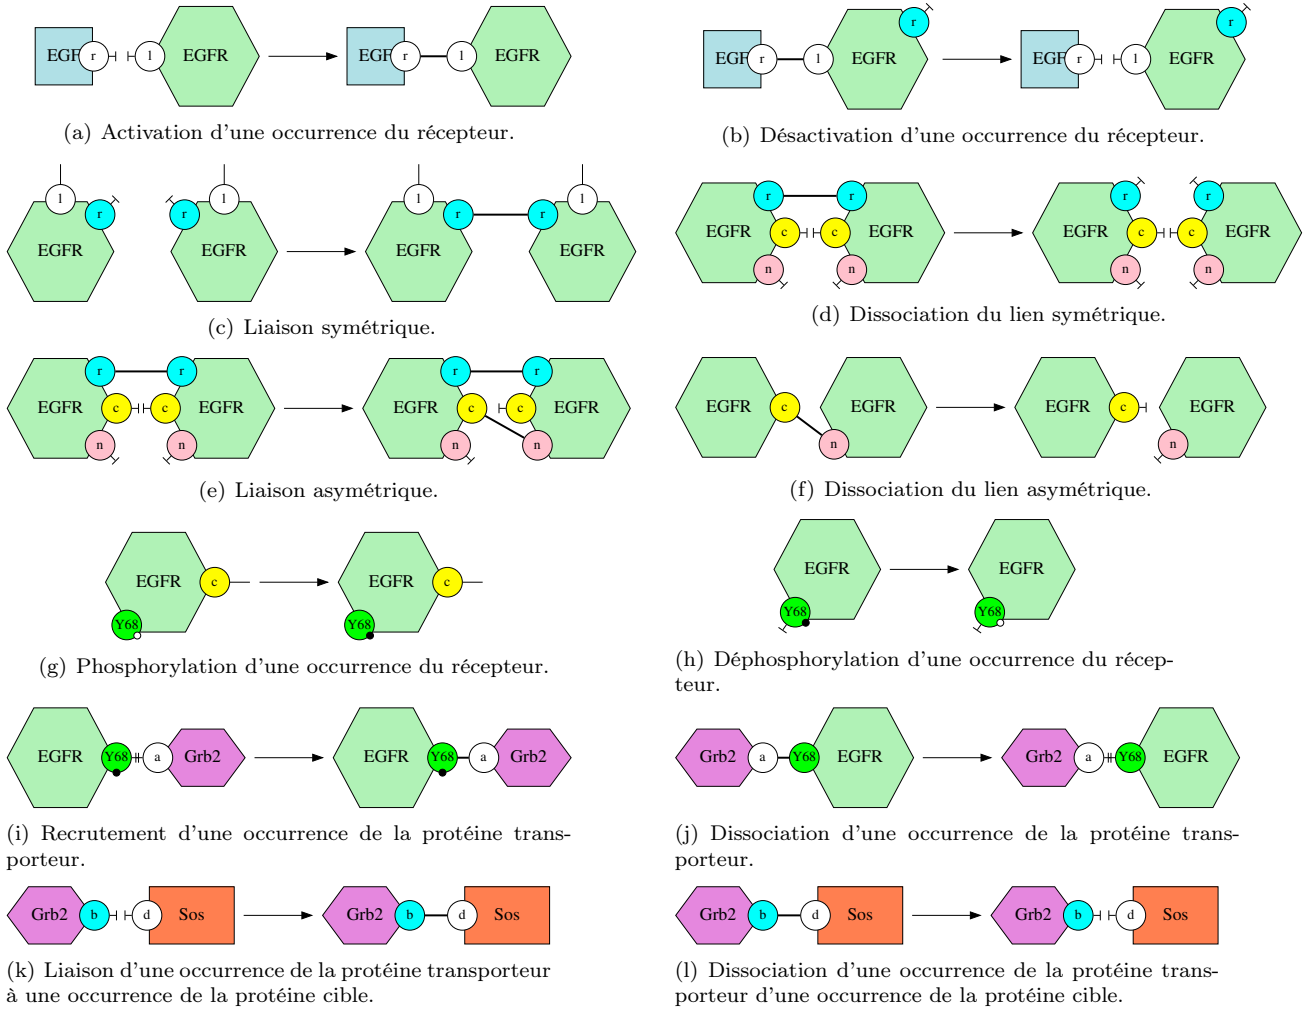 EGF r l EGFR EGF r l EGFR
(a) Activation d'une occurrence du récepteur.
EGF r l EGFR r EGF r l EGFR r
(b) Désactivation d'une occurrence du récepteur.
l r EGFR l r EGFR l r EGFR l r EGFR
(c) Liaison symétrique.
EGFR r c n r c n EGFR EGFR r c n r c n EGFR
(d) Dissociation du lien symétrique.
EGFR r c n r c n EGFR EGFR r c n r c n EGFR
(e) Liaison asymétrique.
EGFR c n EGFR EGFR c n EGFR
(f) Dissociation du lien asymétrique.
EGFR c Y68 EGFR c Y68
(g) Phosphorylation d'une occurrence du récepteur.
EGFR Y68 EGFR Y68
(h) Déphosphorylation d'une occurrence du récep-
teur.
EGFR Y68 a Grb2 EGFR Y68 a Grb2
(i) Recrutement d'une occurrence de la protéine trans-
porteur.
Grb2 a Y68 EGFR Grb2 a Y68 EGFR
(j) Dissociation d'une occurrence de la protéine trans-
porteur.
Grb2 b d Sos Grb2 b d Sos
(k) Liaison d'une occurrence de la protéine transporteur
à une occurrence de la protéine cible.
Grb2 b d Sos Grb2 b d Sos
(l) Dissociation d'une occurrence de la protéine trans-
porteur d'une occurrence de la protéine cible.